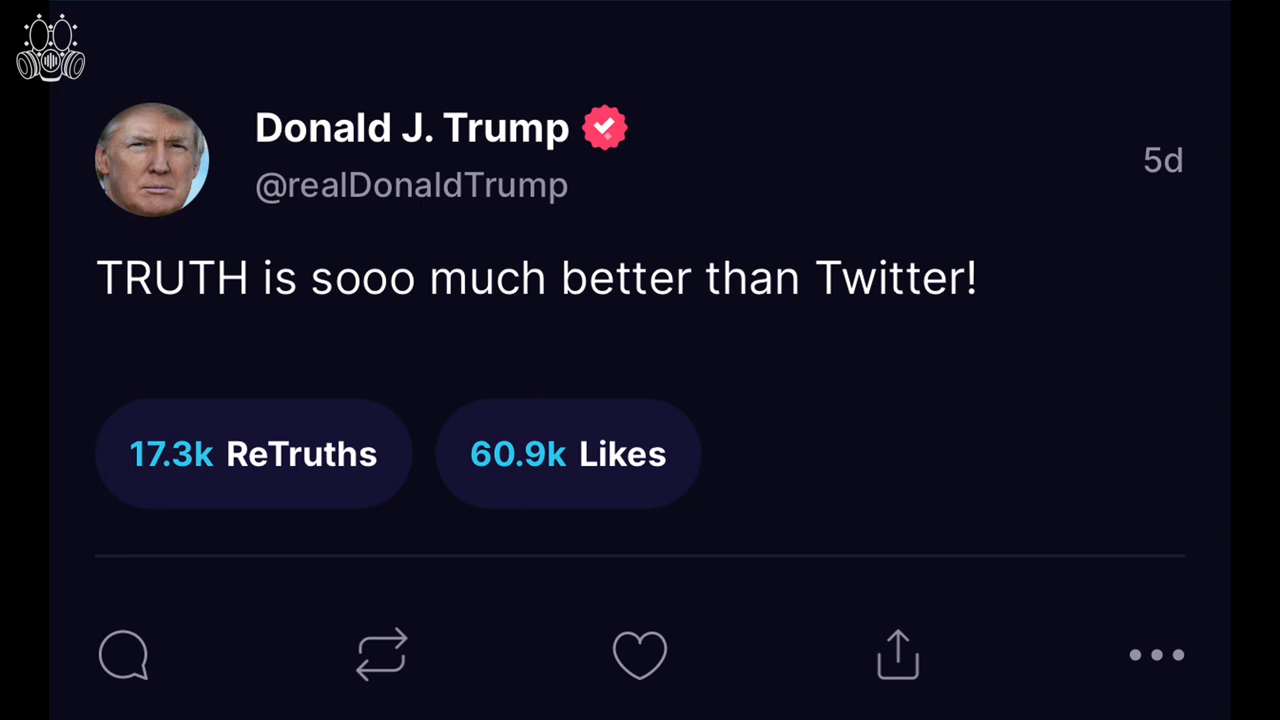 Donald J. Trump
@realDonaldTrump
5d
TRUTH is sooo much better than Twitter!
17.3k ReTruths
60.9k Likes